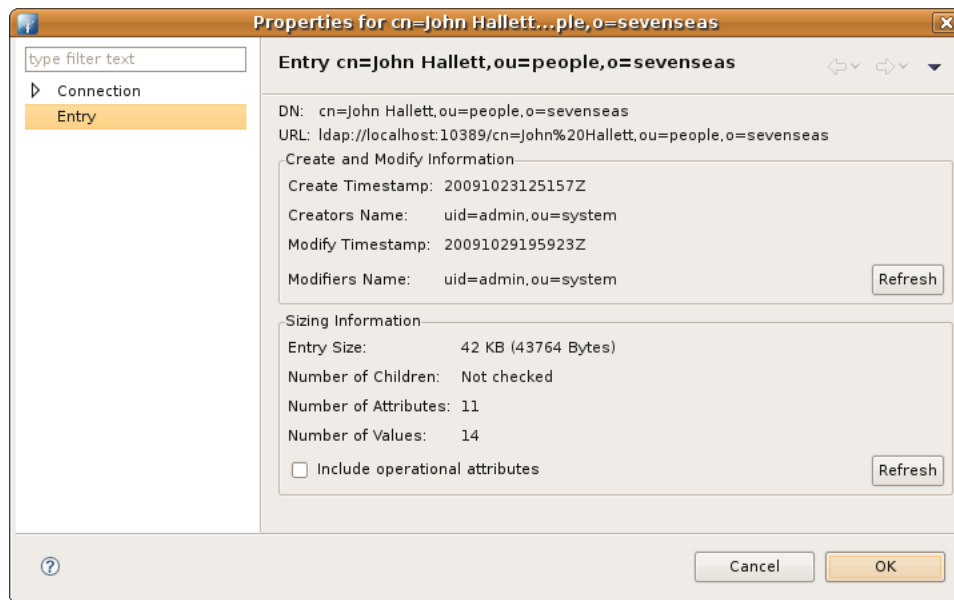 Properties for cn=John Hallett...ple,o=sevenseas
type filter text
Connection
Entry
Entry cn=John Hallett,ou=people,o=sevenseas
DN: cn=John Hallett,ou=people,o=sevenseas
URL: ldap://localhost:10389/cn=John%20Hallett,ou=people,o=sevenseas
Create and Modify Information
Create Timestamp: 20091023125157Z
Creators Name: uid=admin,ou=system
Modify Timestamp: 20091029195923Z
Modifiers Name: uid=admin,ou=system
Refresh
Sizing Information
Entry Size: 42 KB (43764 Bytes)
Number of Children: Not checked
Number of Attributes: 11
Number of Values: 14
Include operational attributes
Refresh
?
Cancel
OK